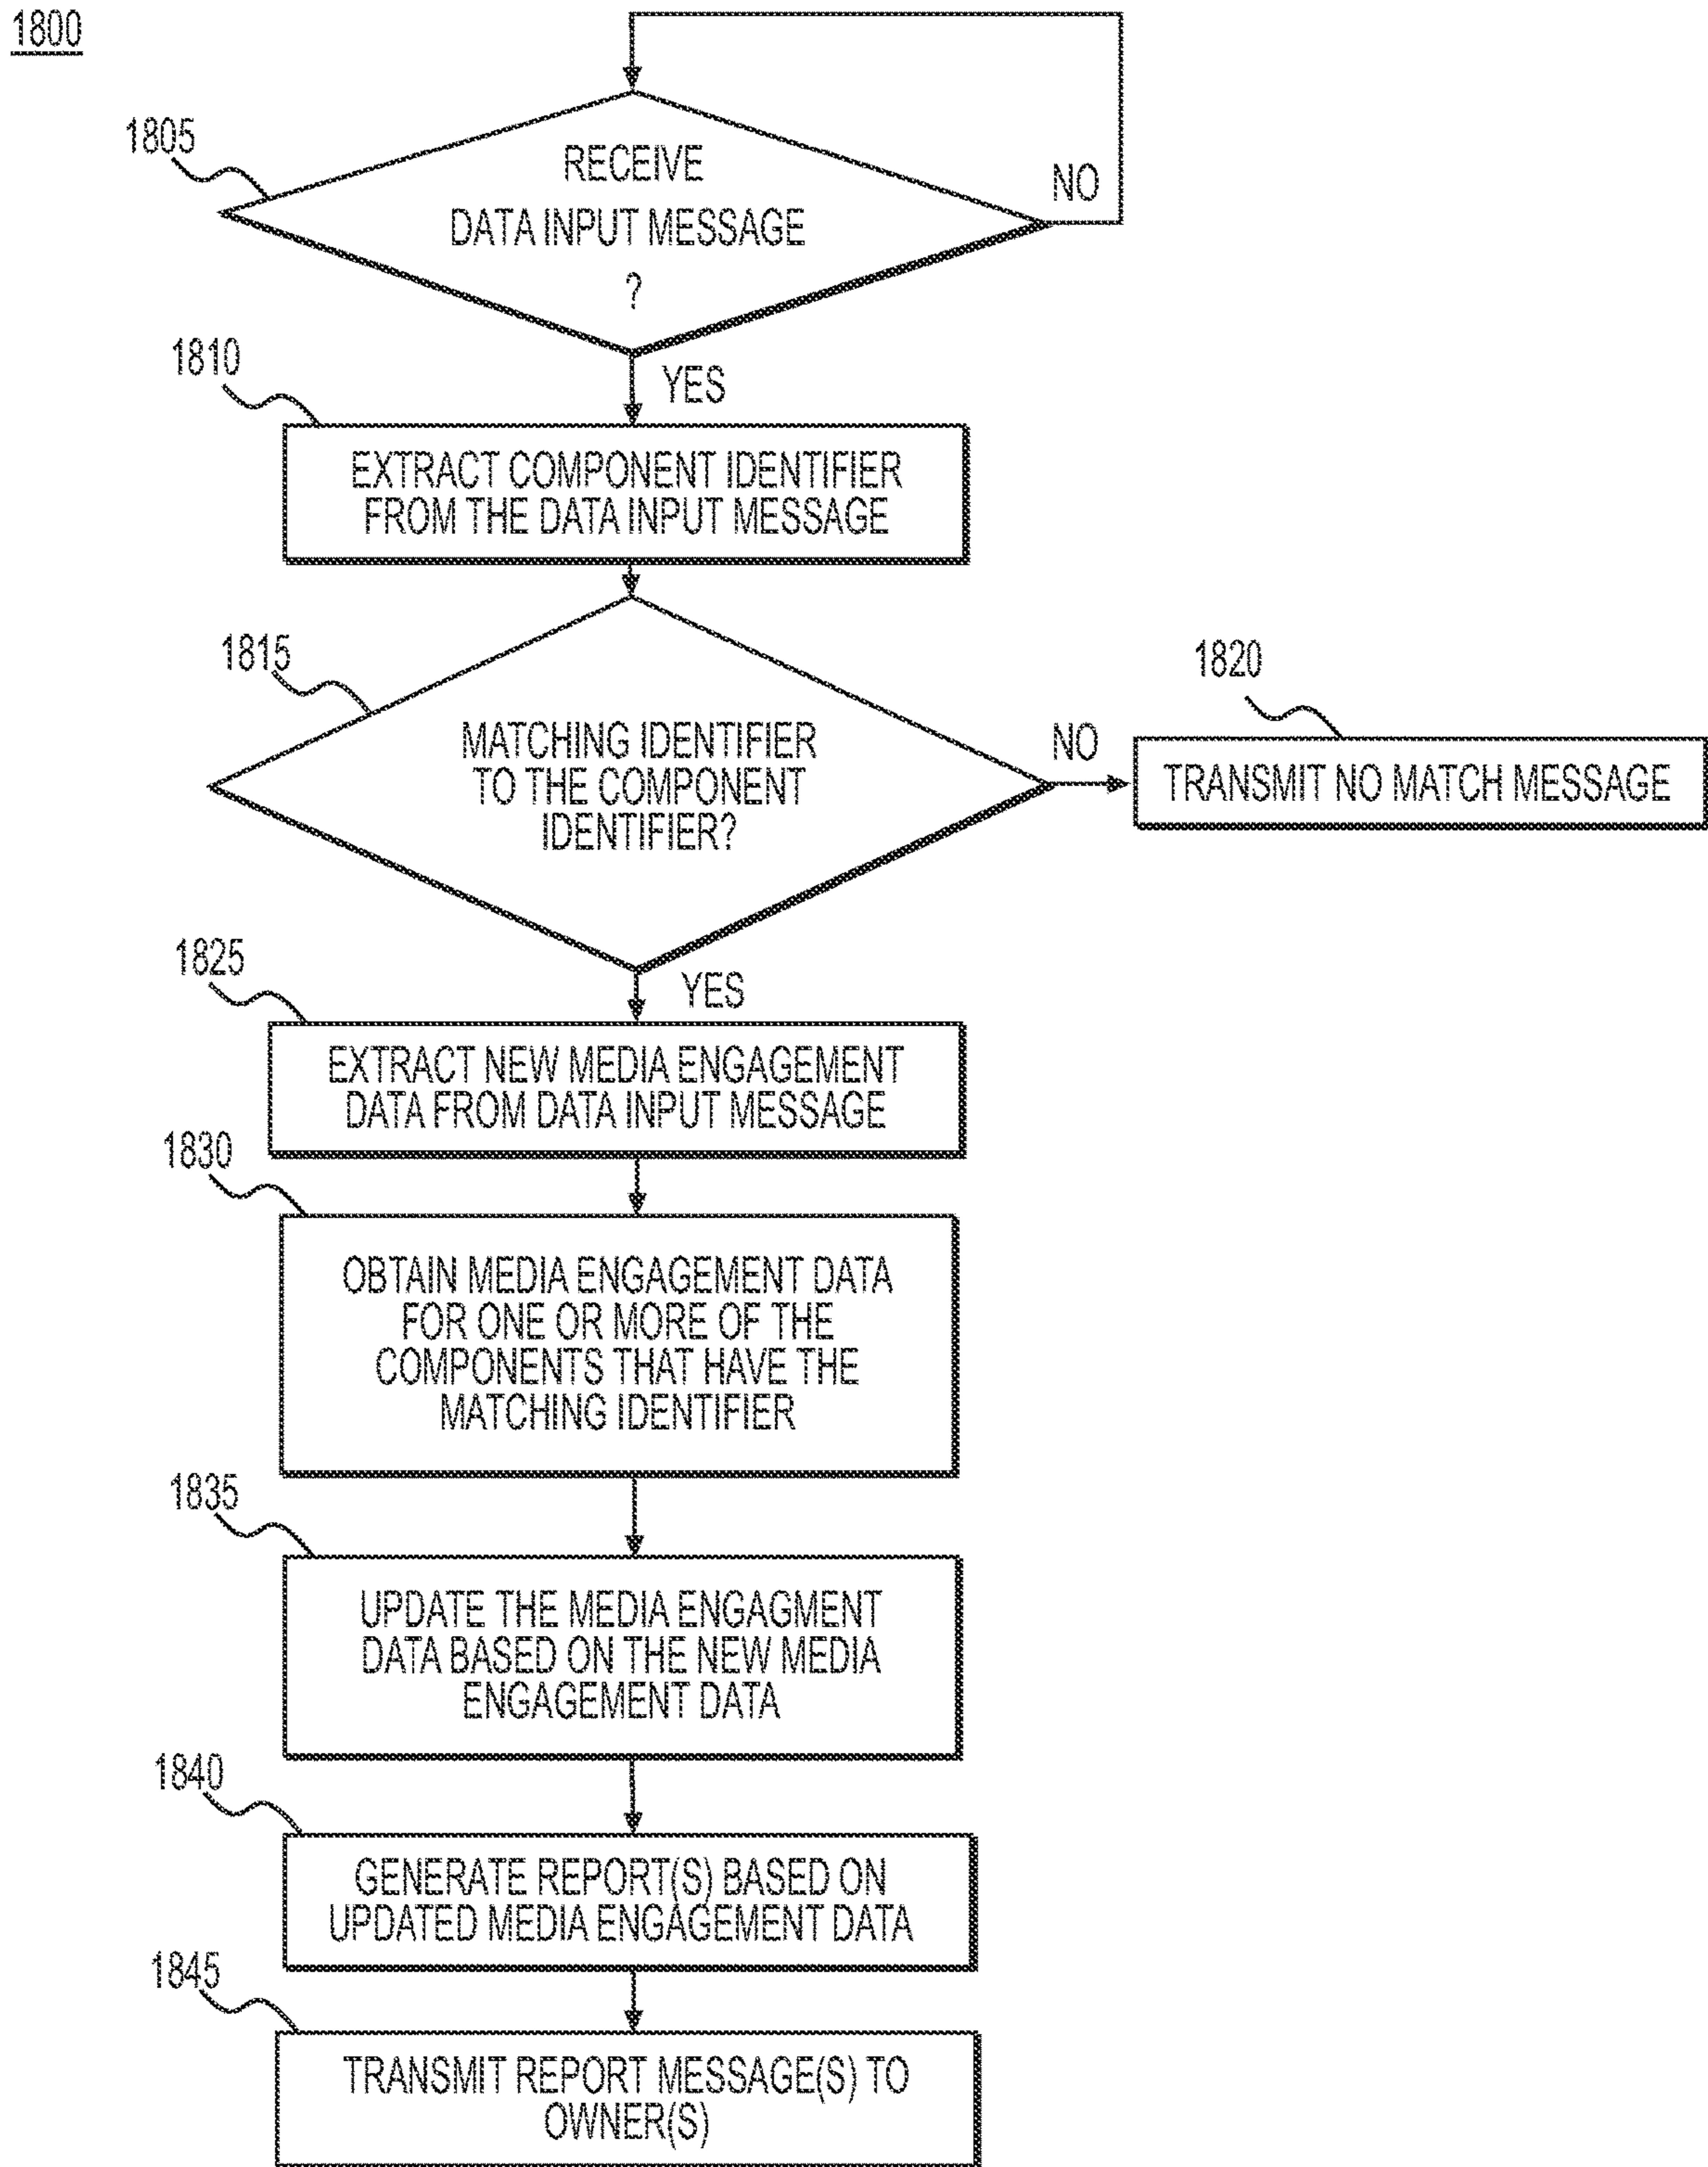 1800
1805
RECEIVE
DATA INPUT MESSAGE
?
NO
YES
1810
EXTRACT COMPONENT IDENTIFIER
FROM THE DATA INPUT MESSAGE
1815
MATCHING IDENTIFIER
TO THE COMPONENT
IDENTIFIER?
NO
1820
TRANSMIT NO MATCH MESSAGE
YES
1825
EXTRACT NEW MEDIA ENGAGEMENT
DATA FROM DATA INPUT MESSAGE
1830
OBTAIN MEDIA ENGAGEMENT DATA
FOR ONE OR MORE OF THE
COMPONENTS THAT HAVE THE
MATCHING IDENTIFIER
1835
UPDATE THE MEDIA ENGAGMENT
DATA BASED ON THE NEW MEDIA
ENGAGEMENT DATA
1840
GENERATE REPORT(S) BASED ON
UPDATED MEDIA ENGAGEMENT DATA
1845
TRANSMIT REPORT MESSAGE(S) TO
OWNER(S)